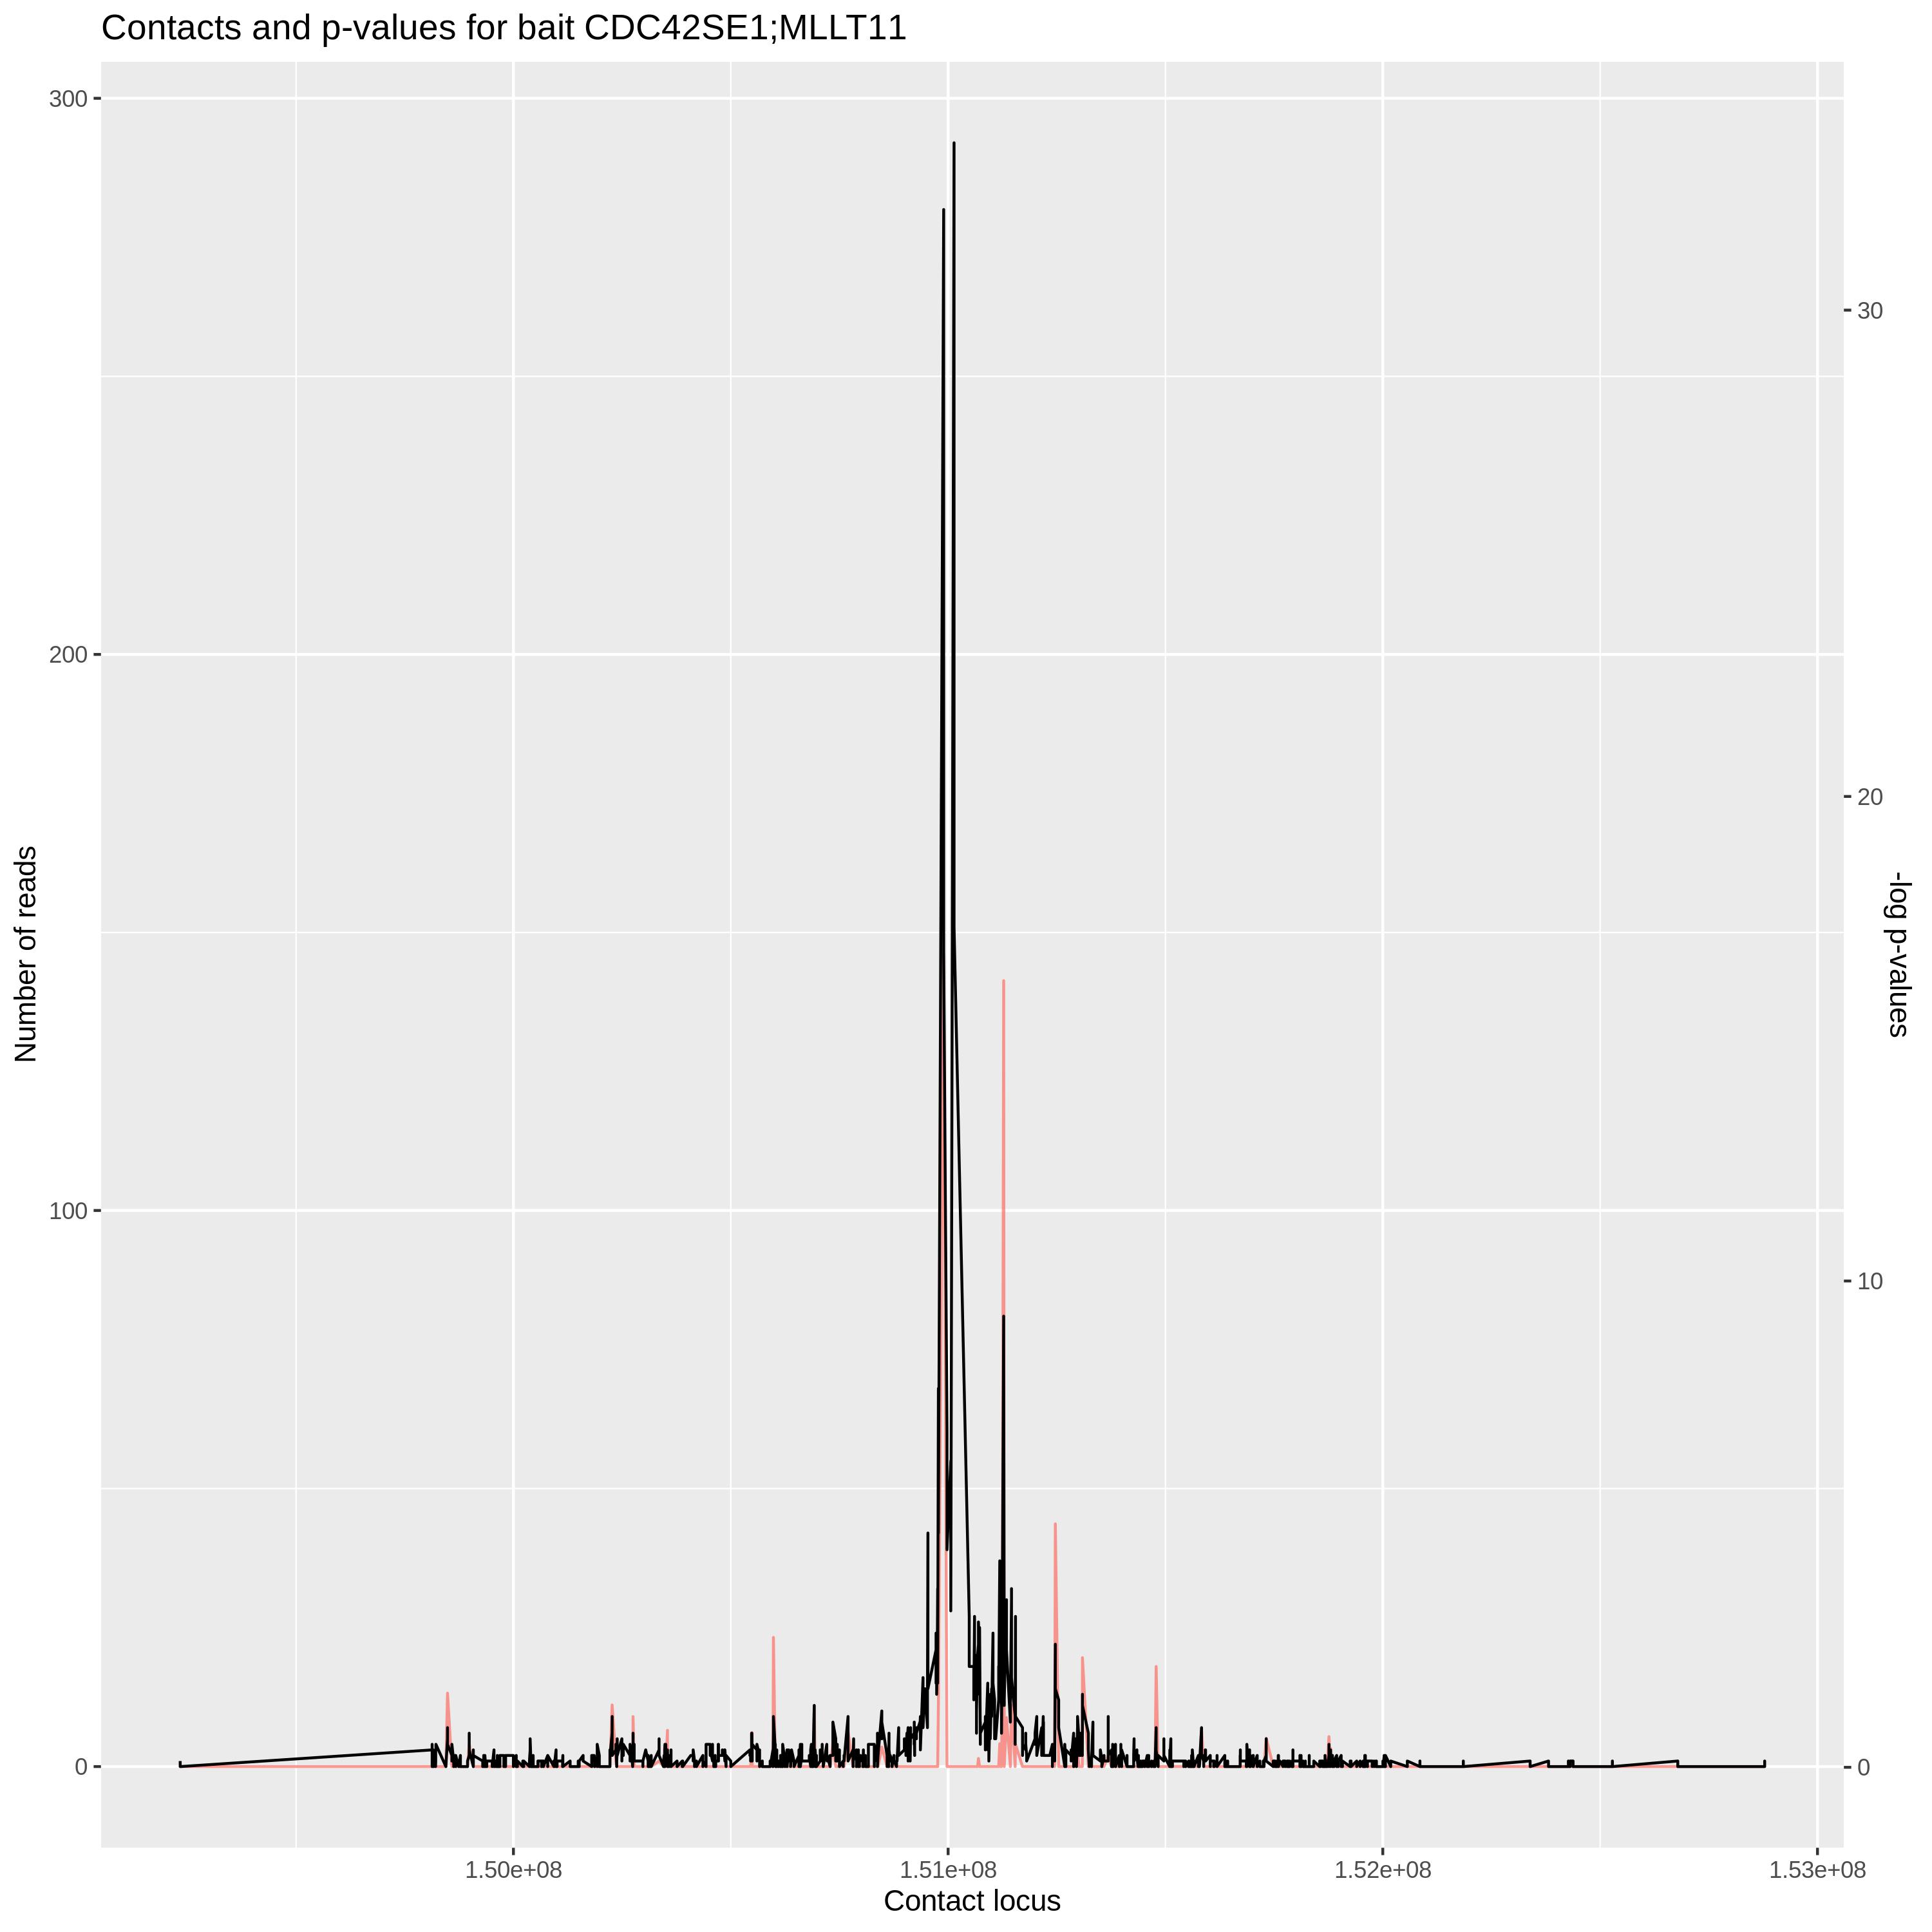 Contacts and p-values for bait CDC42SE1;MLLT11
300
200
100
0
Number of reads
30
20
10
0
-log p-values
1.50e+08 1.51e+08 1.52e+08 1.53e+08
Contact locus